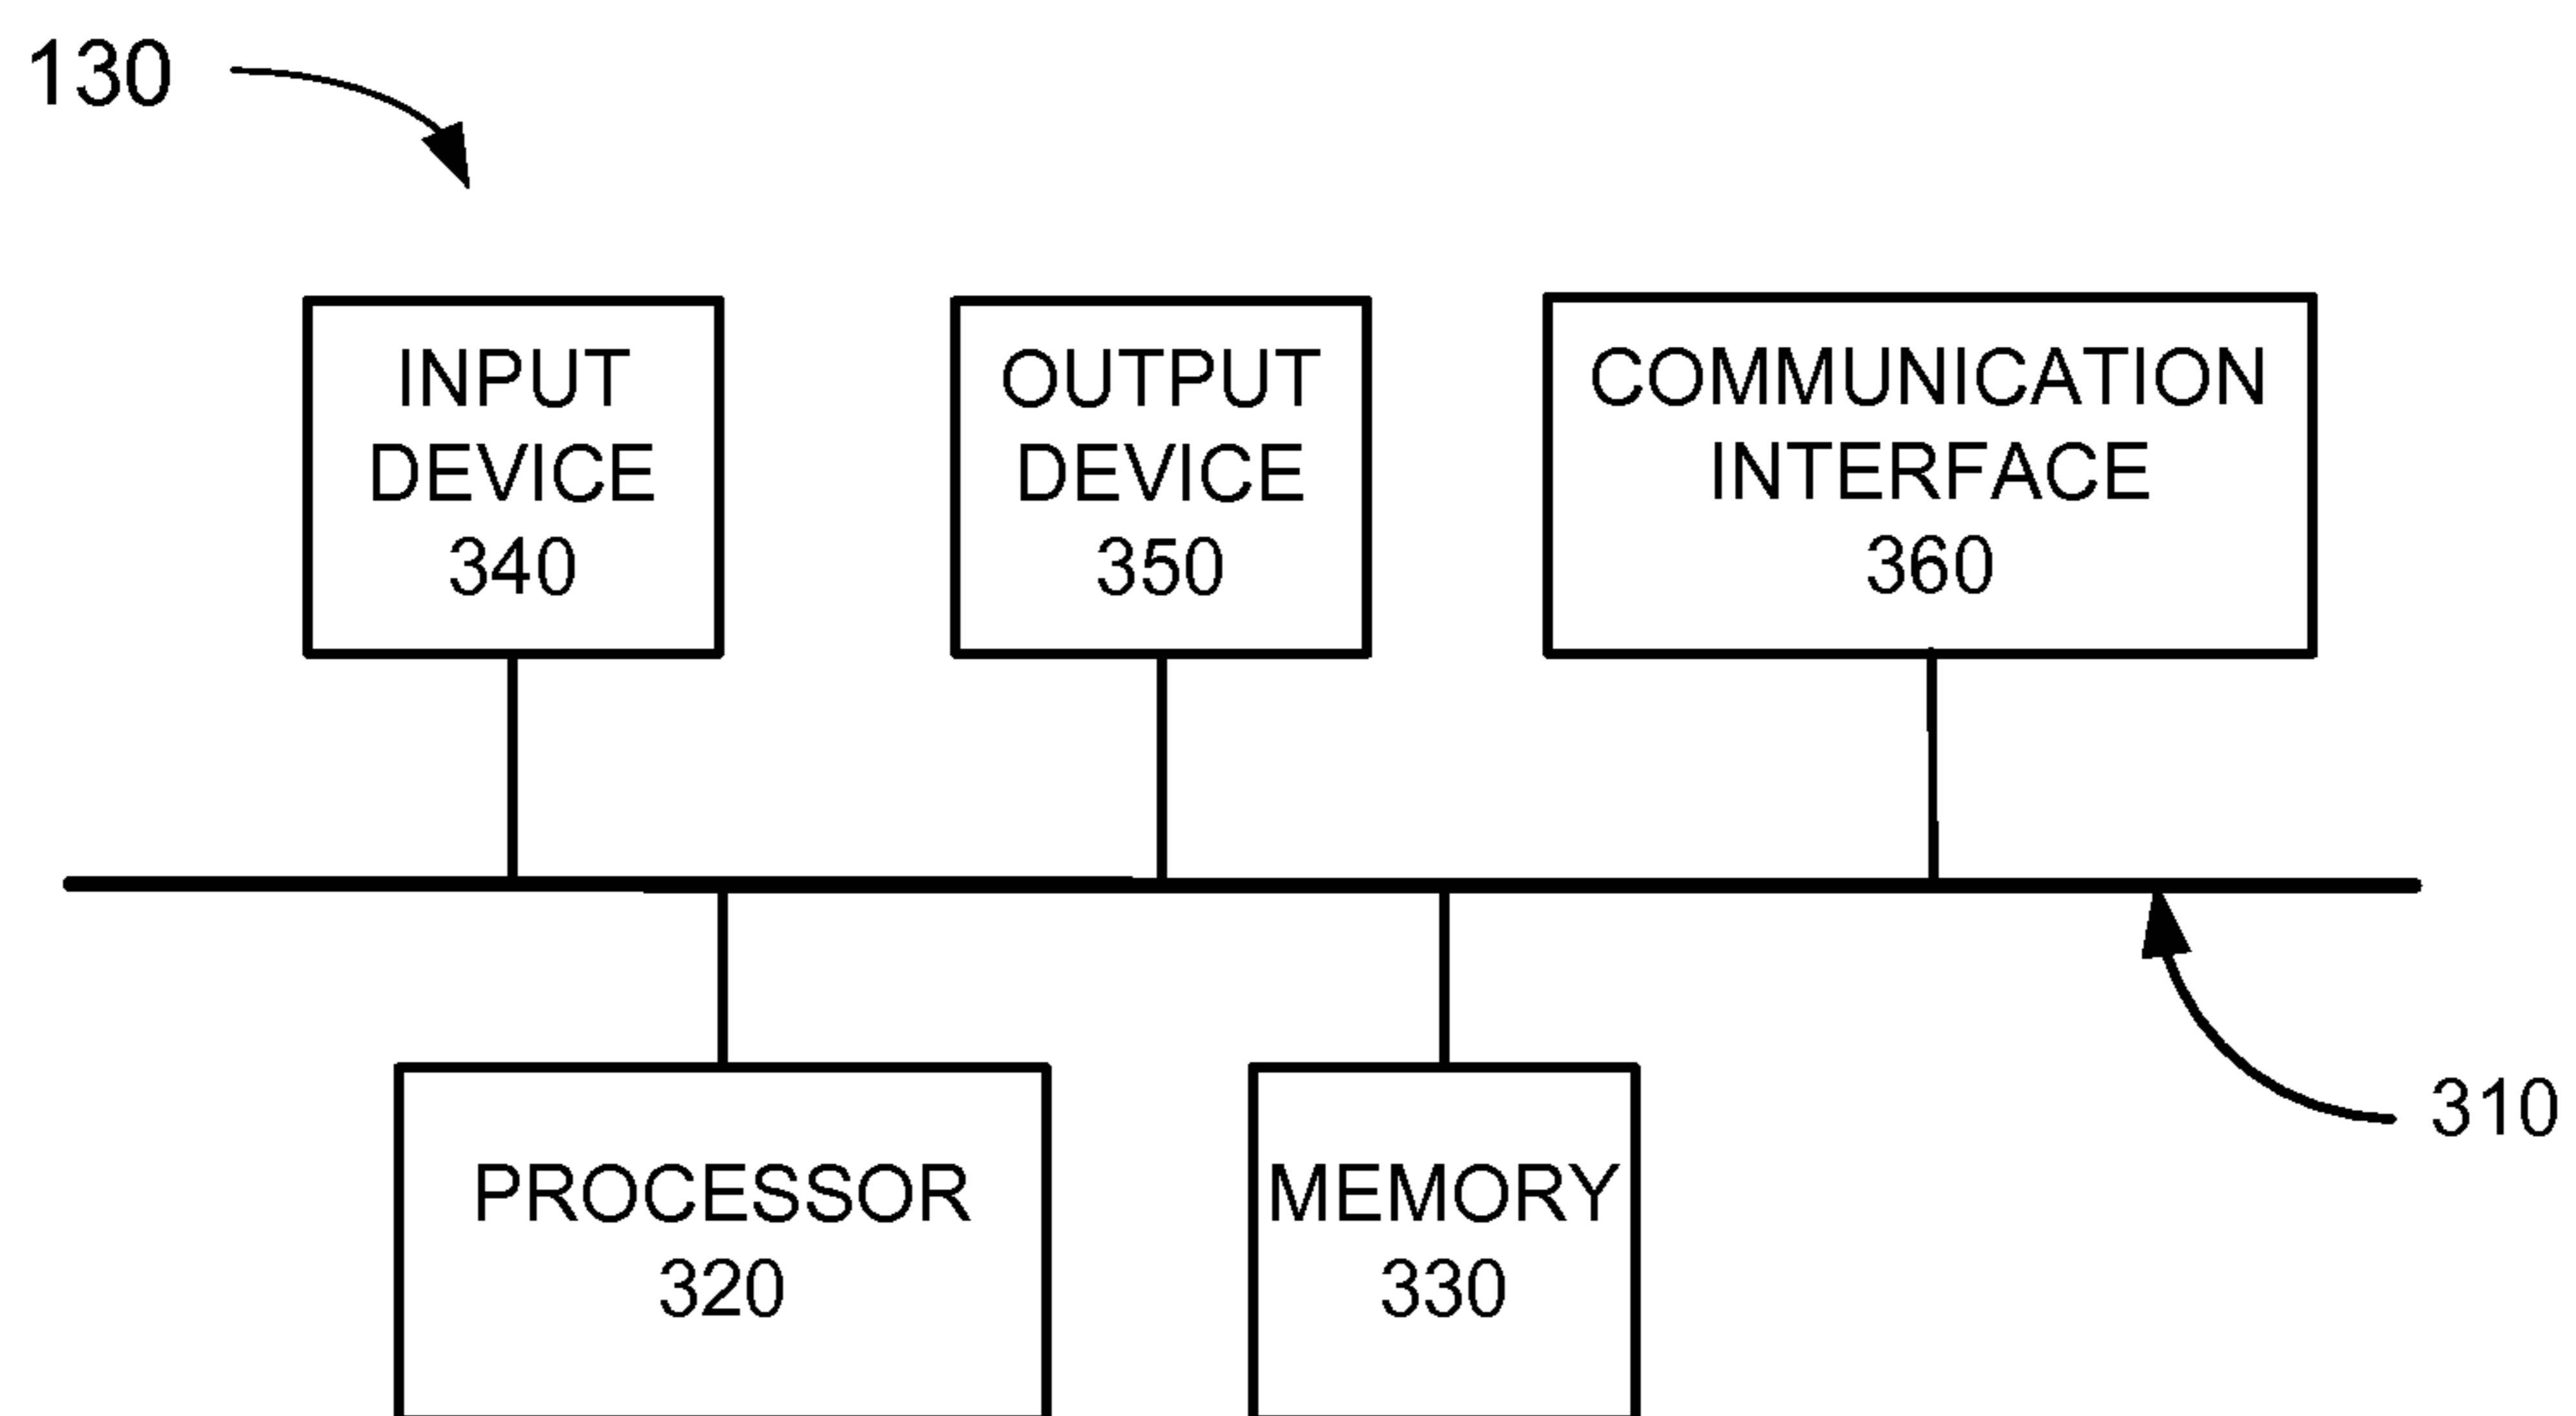 130
INPUT
DEVICE
340
OUTPUT
DEVICE
350
COMMUNICATION
INTERFACE
360
PROCESSOR
320
MEMORY
330
310